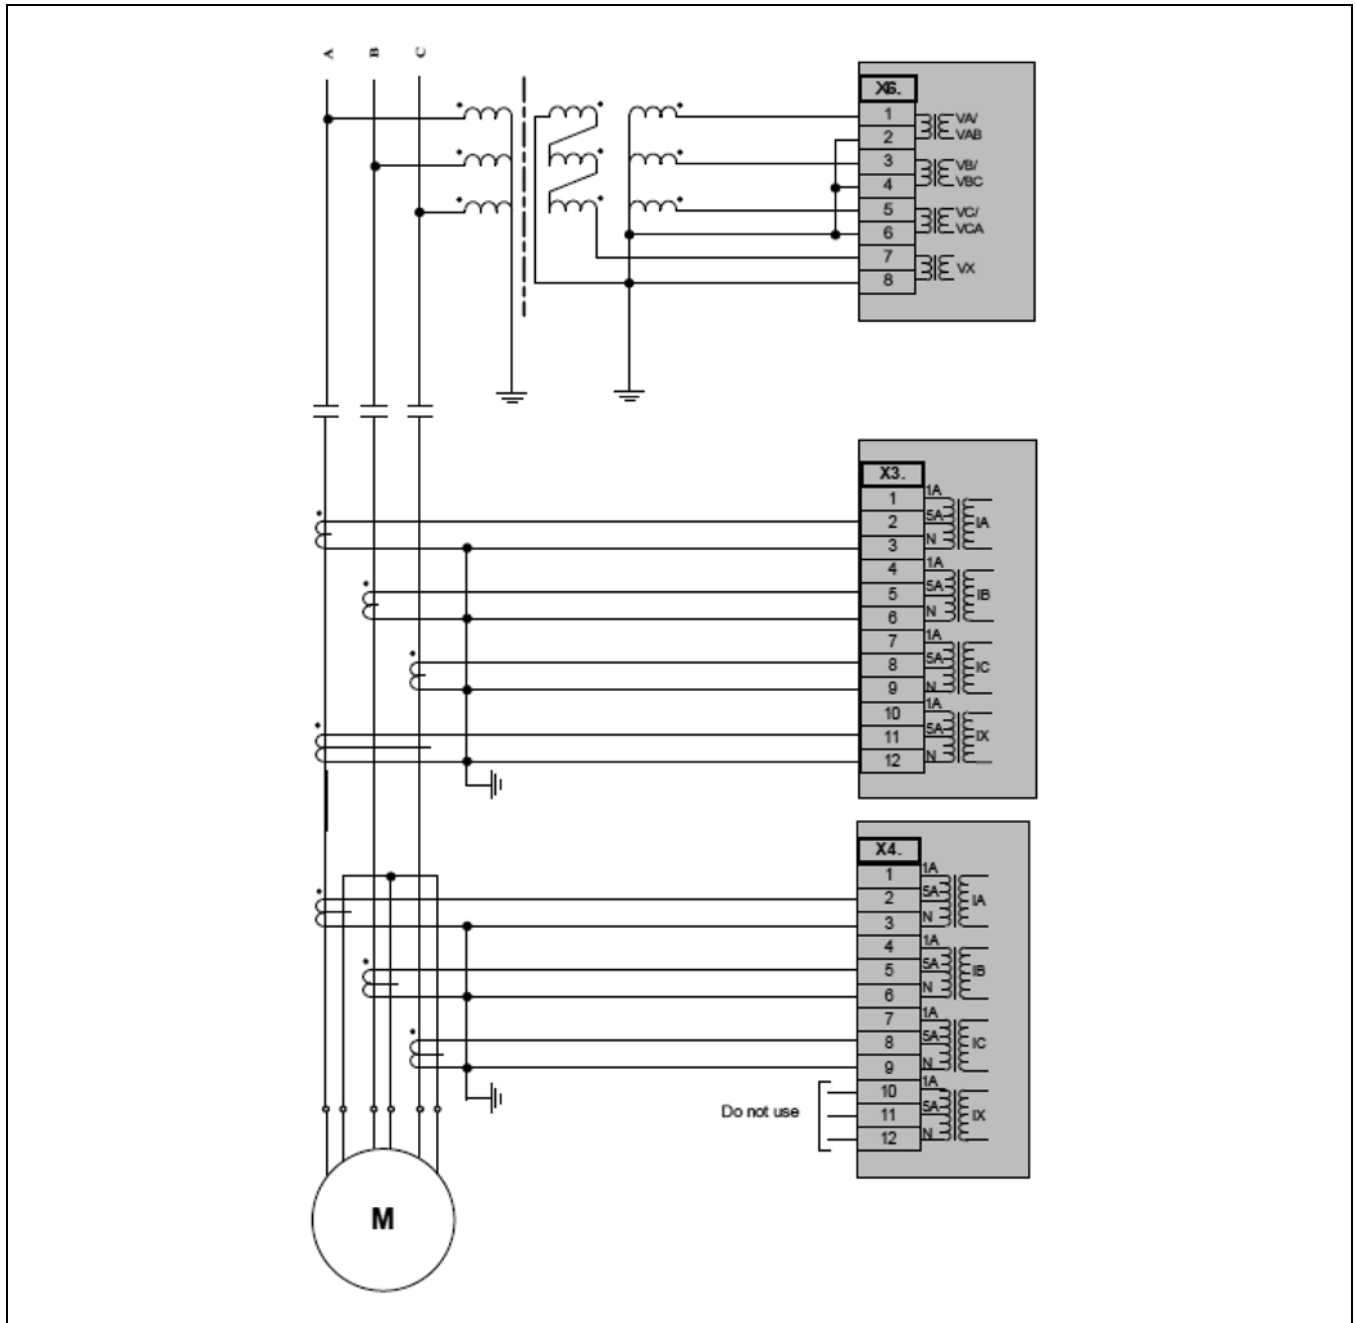 A B C
X6.
1
2
3
4
5
6
7
8
VA/
VAB
VB/
VBC
VC/
VCA
VX
X3.
1
2
3
4
5
6
7
8
9
10
11
12
1A
5A
N
IA
1A
5A
N
IB
1A
5A
N
IC
1A
5A
N
IX
X4.
1
2
3
4
5
6
7
8
9
10
11
12
1A
5A
N
IA
1A
5A
N
IB
1A
5A
N
IC
1A
5A
N
IX
Do not use
M